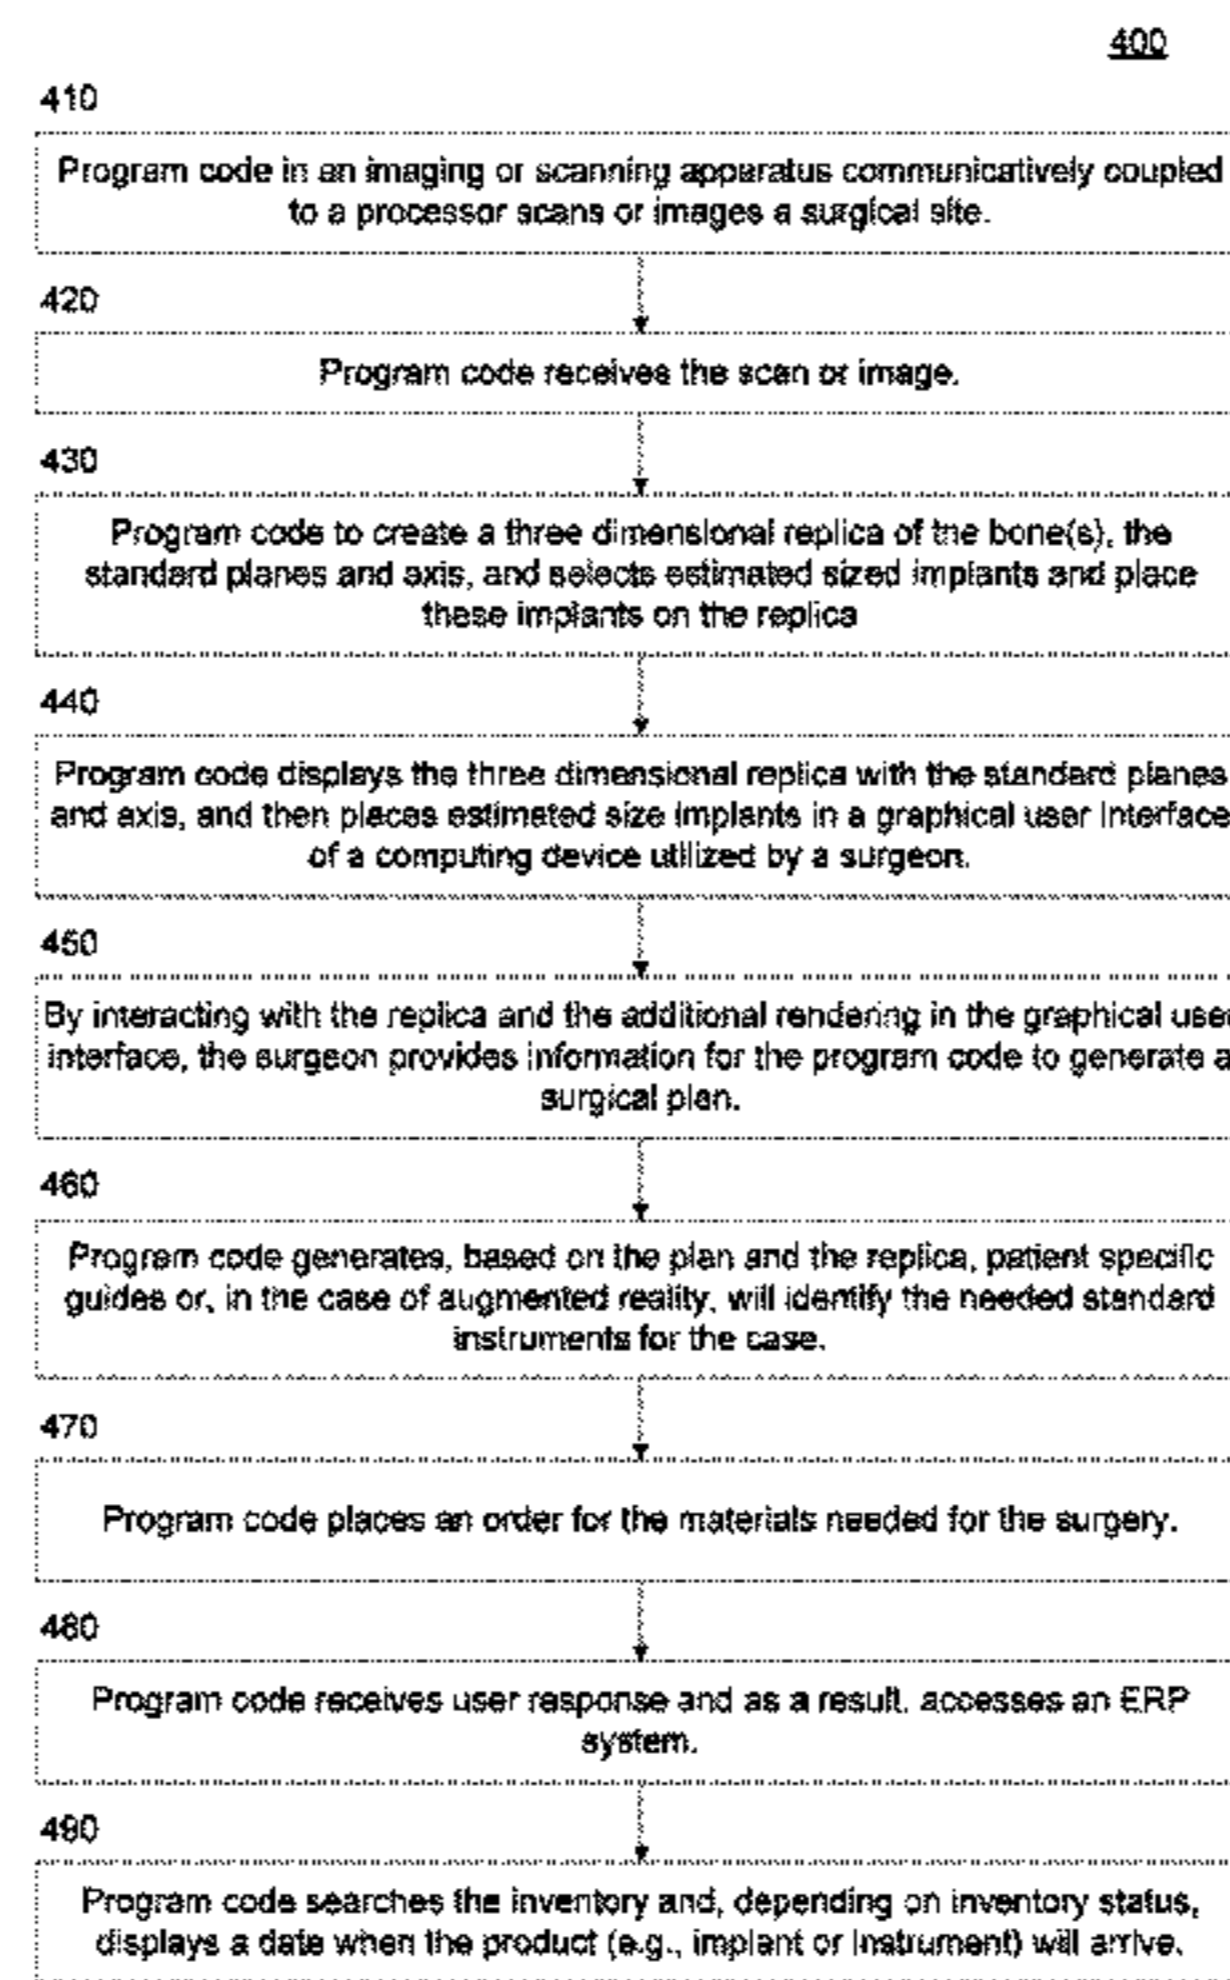 400
410
Program code in an imaging or scanning apparatus communicatively coupled
to a processor scans or images a surgical site.
420
Program code receives the scan or image.
430
Program code to create a three dimensional replica of the bone(s), the
standard planes and axis, and selects estimated sized implants and place
these implants on the replica
440
Program code displays the three dimensional replica with the standard planes
and axis, and then places estimated size implants in a graphical user interface
of a computing device utilized by a surgeon.
450
By interacting with the replica and the additional rendering in the graphical user
interface, the surgeon provides information for the program code to generate a
surgical plan.
460
Program code generates, based on the plan and the replica, patient specific
guides or, in the case of augmented reality, will identify the needed standard
instruments for the case.
470
Program code places an order for the materials needed for the surgery.
480
Program code receives user response and as a result, accesses an ERP
system.
490
Program code searches the inventory and, depending on inventory status,
displays a date when the product (e.g., implant or instrument) will arrive.